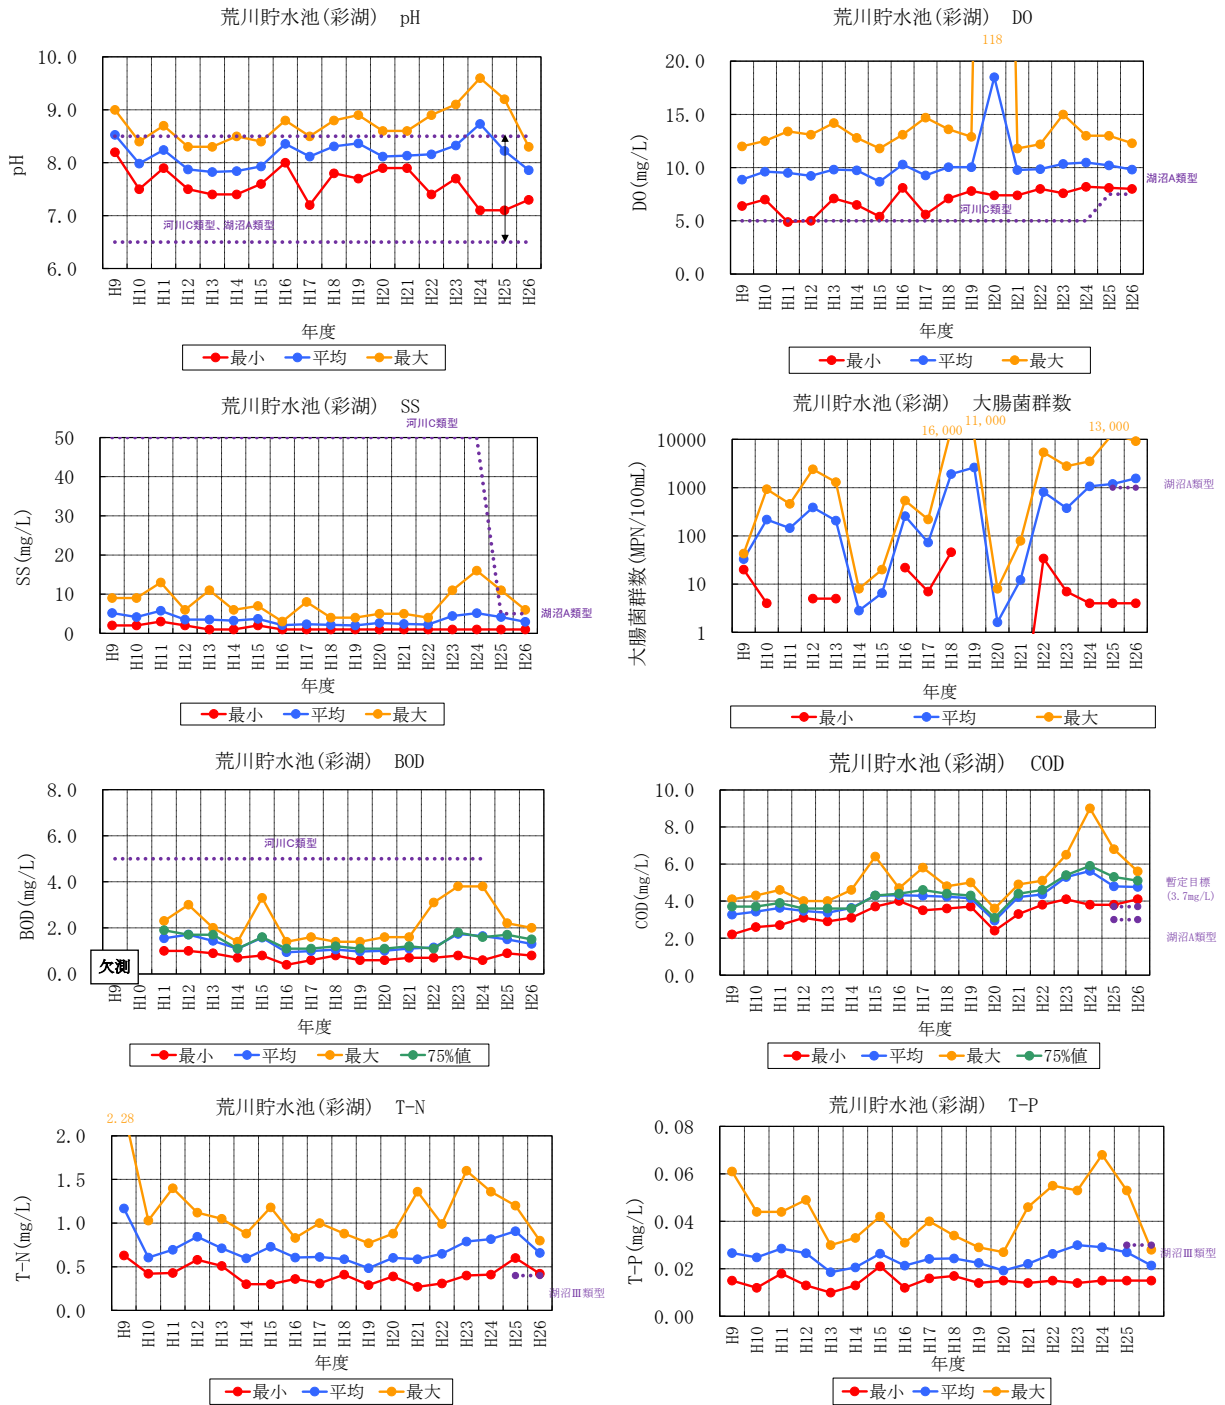 荒川貯水池(彩湖) pH
10.0
9.0
8.0
7.0
6.0
pH
河川C類型、湖沼A類型
H9 H10 H11 H12 H13 H14 H15 H16 H17 H18 H19 H20 H21 H22 H23 H24 H25 H26
年度
最小 平均 最大
荒川貯水池(彩湖) DO
118
20.0
15.0
10.0
5.0
0.0
DO(mg/L)
湖沼A類型
河川C類型
H9 H10 H11 H12 H13 H14 H15 H16 H17 H18 H19 H20 H21 H22 H23 H24 H25 H26
年度
最小 平均 最大
荒川貯水池(彩湖) SS
河川C類型
50
40
30
20
10
0
SS(mg/L)
湖沼A類型
H9 H10 H11 H12 H13 H14 H15 H16 H17 H18 H19 H20 H21 H22 H23 H24 H25 H26
年度
最小 平均 最大
荒川貯水池(彩湖) 大腸菌群数
16,000
11,000
13,000
10000
1000
100
10
1
大腸菌群数(MPN/100mL)
湖沼A類型
H9 H10 H11 H12 H13 H14 H15 H16 H17 H18 H19 H20 H21 H22 H23 H24 H25 H26
年度
最小 平均 最大
荒川貯水池(彩湖) BOD
8.0
6.0
4.0
2.0
0.0
BOD(mg/L)
河川C類型
欠測
H9 H10 H11 H12 H13 H14 H15 H16 H17 H18 H19 H20 H21 H22 H23 H24 H25 H26
年度
最小 平均 最大 75%値
荒川貯水池(彩湖) COD
10.0
8.0
6.0
4.0
2.0
0.0
COD(mg/L)
暫定目標
(3.7mg/L)
湖沼A類型
H9 H10 H11 H12 H13 H14 H15 H16 H17 H18 H19 H20 H21 H22 H23 H24 H25 H26
年度
最小 平均 最大 75%値
荒川貯水池(彩湖) T-N
2.28
2.0
1.5
1.0
0.5
0.0
T-N(mg/L)
湖沼Ⅲ類型
H9 H10 H11 H12 H13 H14 H15 H16 H17 H18 H19 H20 H21 H22 H23 H24 H25 H26
年度
最小 平均 最大
荒川貯水池(彩湖) T-P
0.08
0.06
0.04
0.02
0.00
T-P(mg/L)
湖沼Ⅲ類型
H9 H10 H11 H12 H13 H14 H15 H16 H17 H18 H19 H20 H21 H22 H23 H24 H25
年度
最小 平均 最大